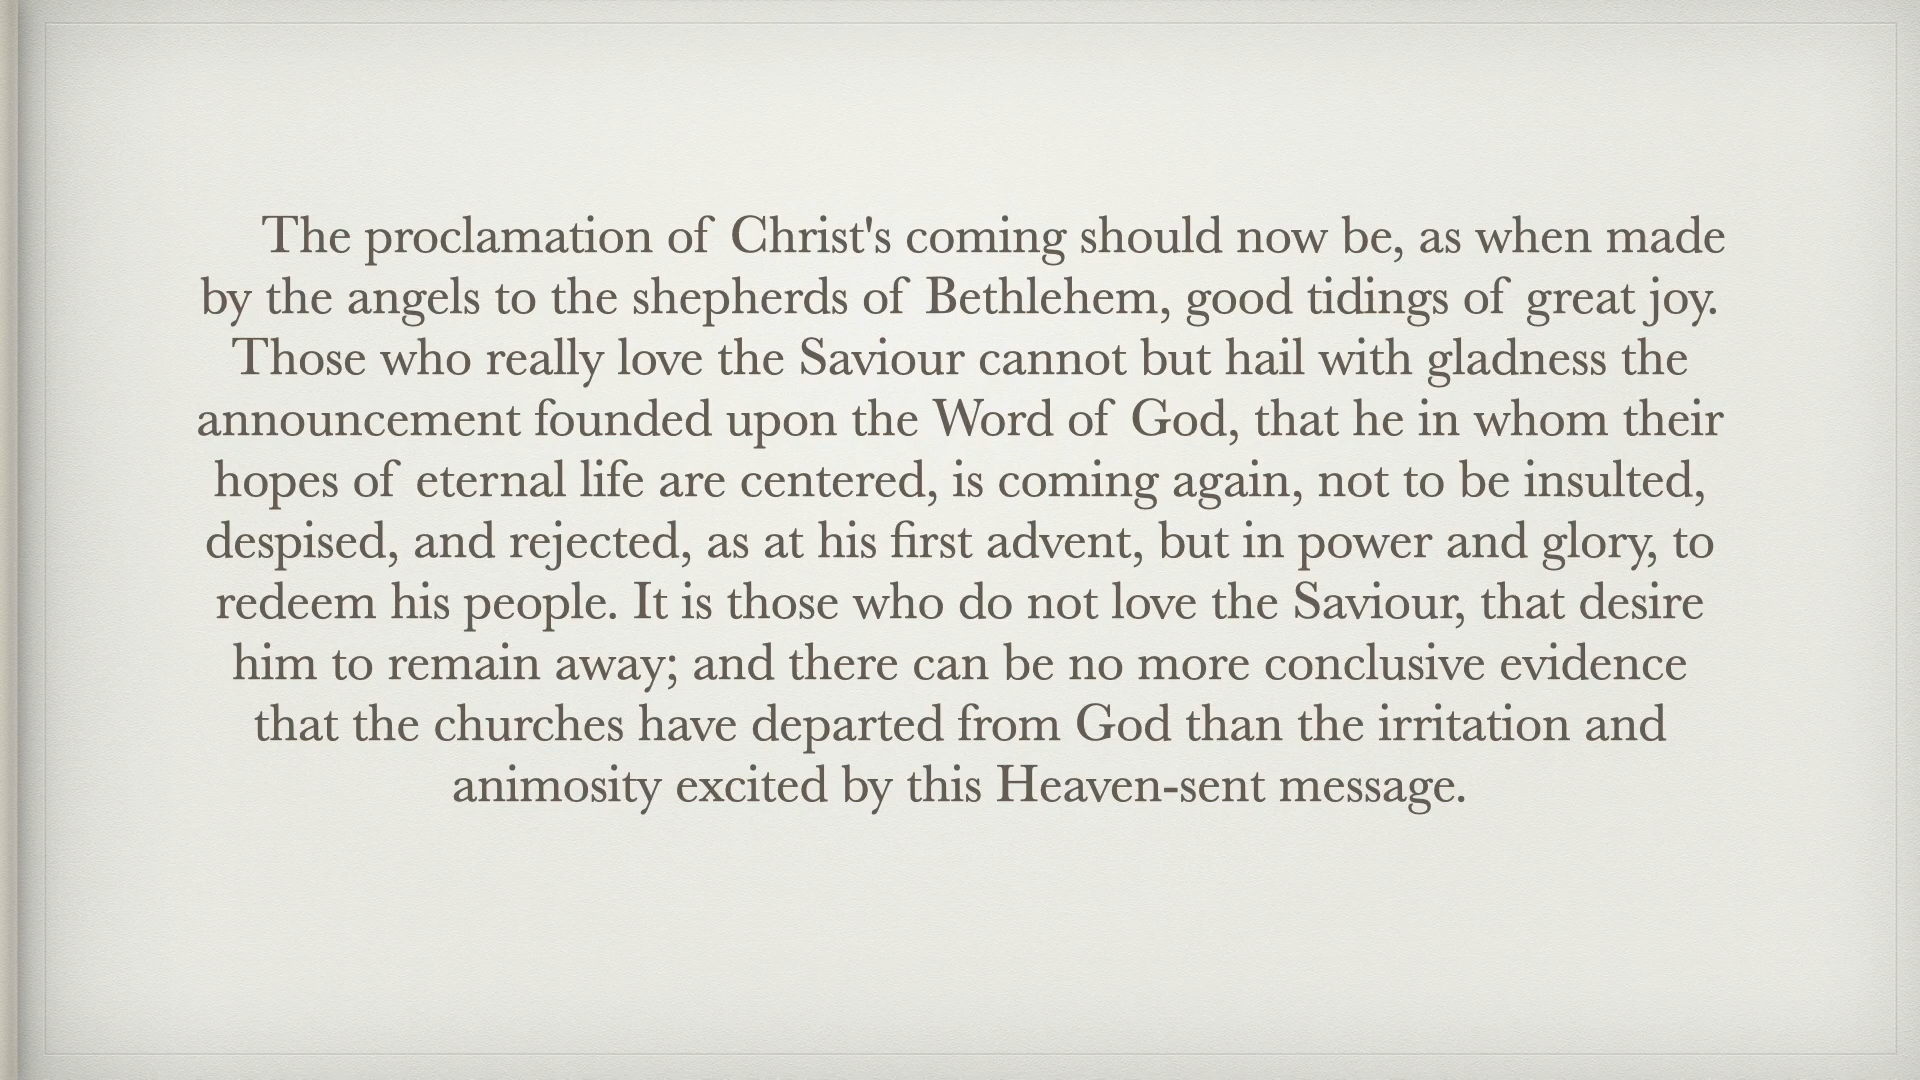 The proclamation of Christ's coming should now be, as when made
by the angels to the shepherds of Bethlehem, good tidings of great joy.
Those who really love the Saviour cannot but hail with gladness the
announcement founded upon the Word of God, that he in whom their
hopes of eternal life are centered, is coming again, not to be insulted,
despised, and rejected, as at his first advent, but in power and glory, to
redeem his people. It is those who do not love the Saviour, that desire
him to remain away; and there can be no more conclusive evidence
that the churches have departed from God than the irritation and
animosity excited by this Heaven-sent message.